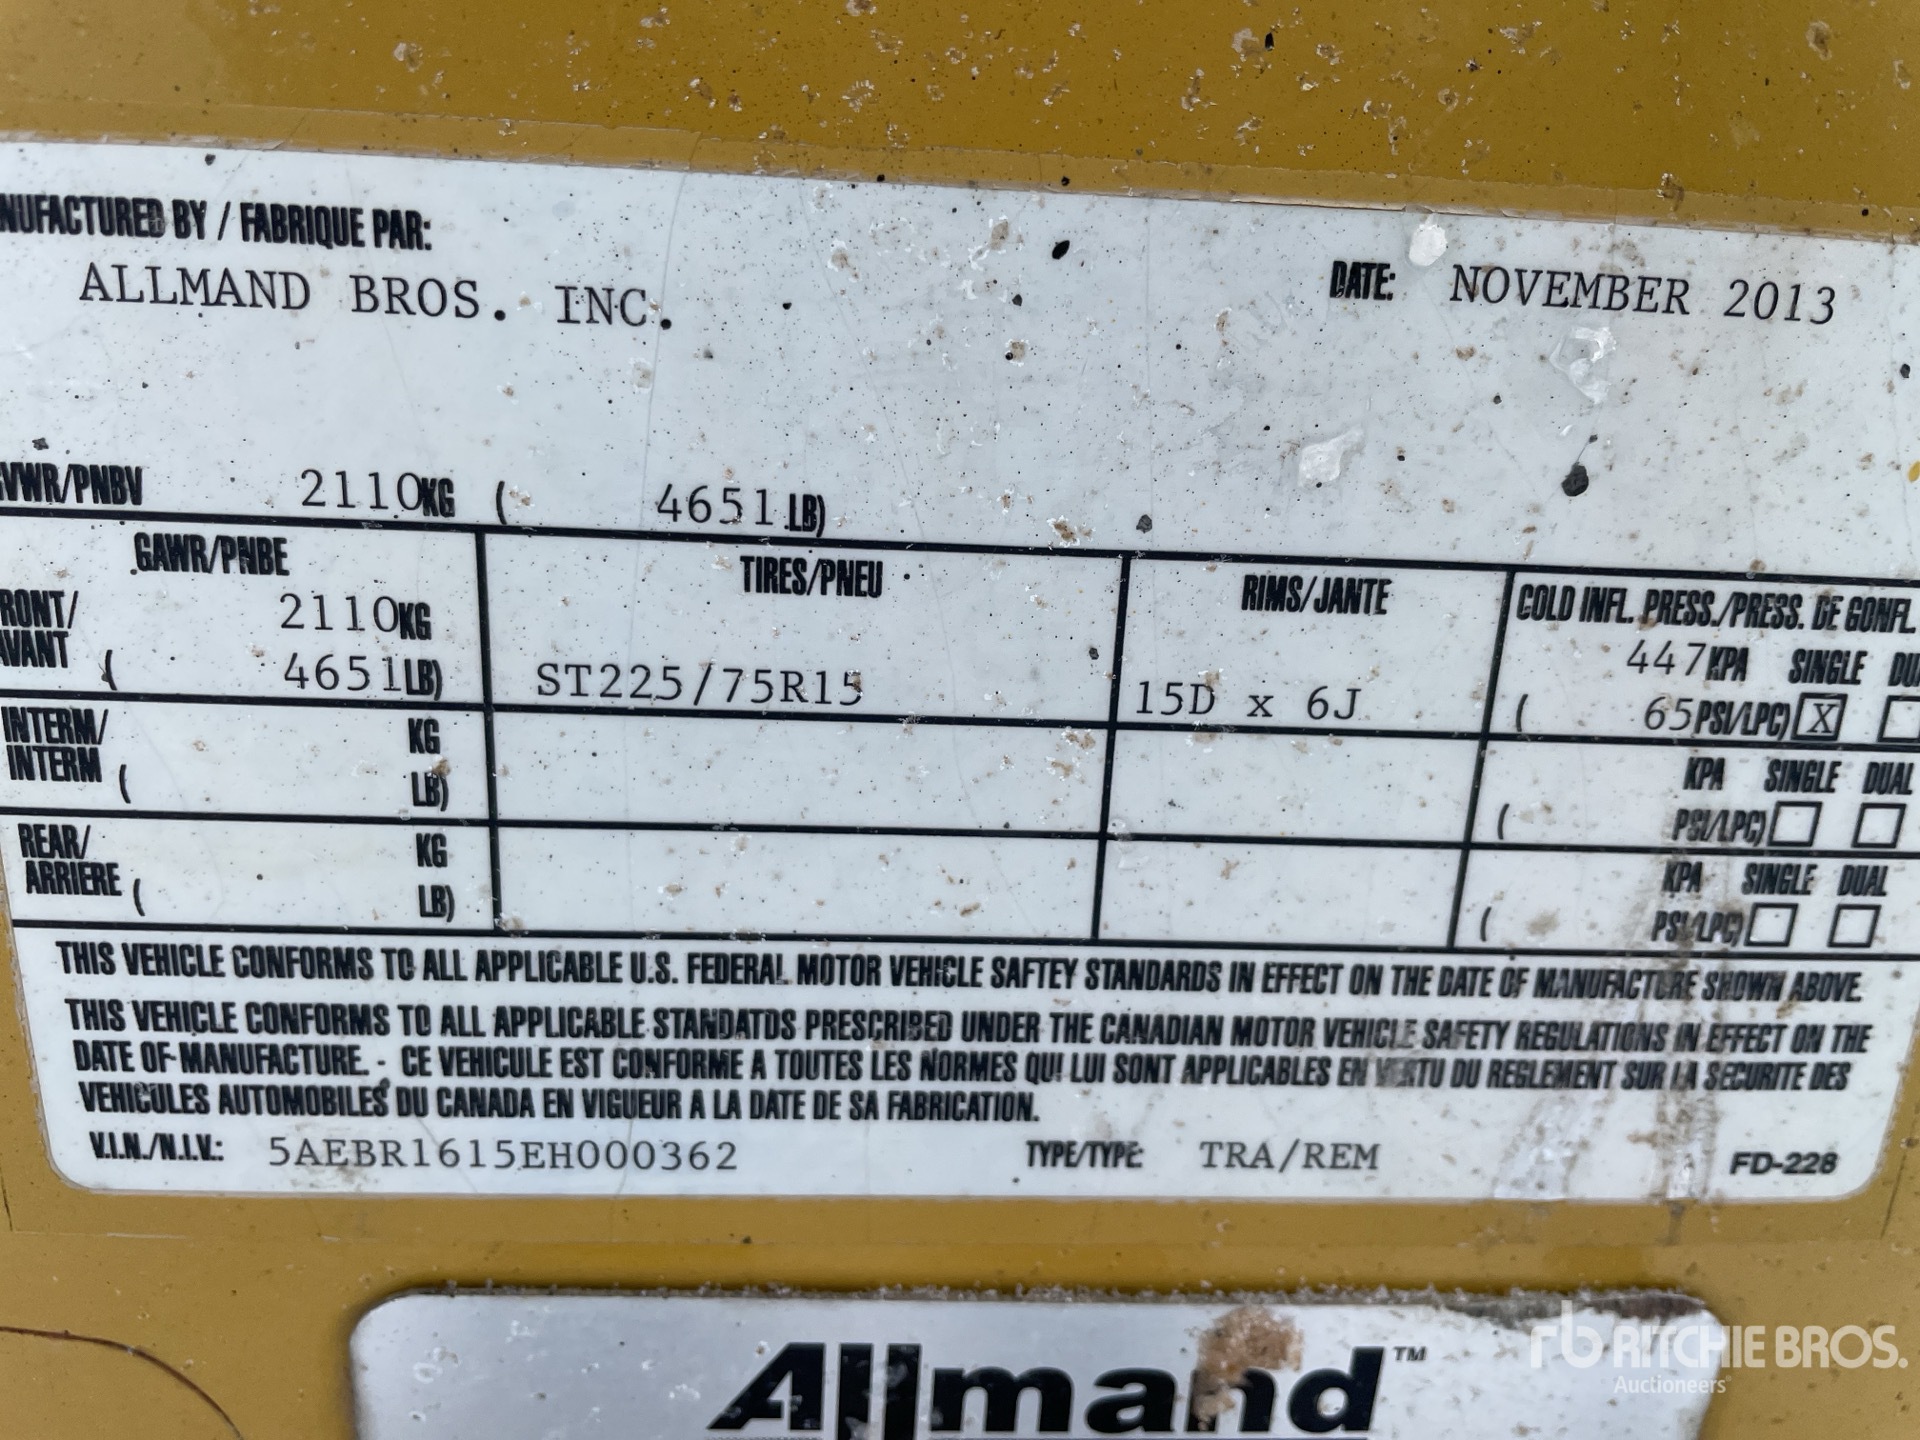 NUFACTURED BY / FABRIQUE PAR:
ALLMAND BROS. INC.
DATE: NOVEMBER 2013
VWR/PNBV 2110KG ( 4651 LB)
GAWR/PNBE TIRES/PNEU RIMS/JANTE COLD INFL. PRESS./PRESS. DE GONFL.
RONT/ 2110KG 447KPA SINGLE DU
VANT ( 4651LB) ST225/75R15 15D x 6J ( 65PSI/LPC) X
INTERM/ KG KPA SINGLE DUAL
INTERM ( LB) ( PSI/LPC)
REAR/ KG KPA SINGLE DUAL
ARRIERE ( LB) ( PSI/LPC)
THIS VEHICLE CONFORMS TO ALL APPLICABLE U.S. FEDERAL MOTOR VEHICLE SAFTEY STANDARDS IN EFFECT ON THE DATE OF MANUFACTURE SHOWN ABOVE.
THIS VEHICLE CONFORMS TO ALL APPLICABLE STANDATDS PRESCRIBED UNDER THE CANADIAN MOTOR VEHICLE SAFETY REGULATIONS IN EFFECT ON THE
DATE OF MANUFACTURE. - CE VEHICULE EST CONFORME A TOUTES LES NORMES QUI LUI SONT APPLICABLES EN VERTU DU REGLEMENT SUR LA SECURITE DES
VEHICULES AUTOMOBILES DU CANADA EN VIGUEUR A LA DATE DE SA FABRICATION.
V.I.N./N.I.V.: 5AEBR1615EH000362 TYPE/TYPE: TRA/REM FD-228
Allmand™
rb RITCHIE BROS.
Auctioneers